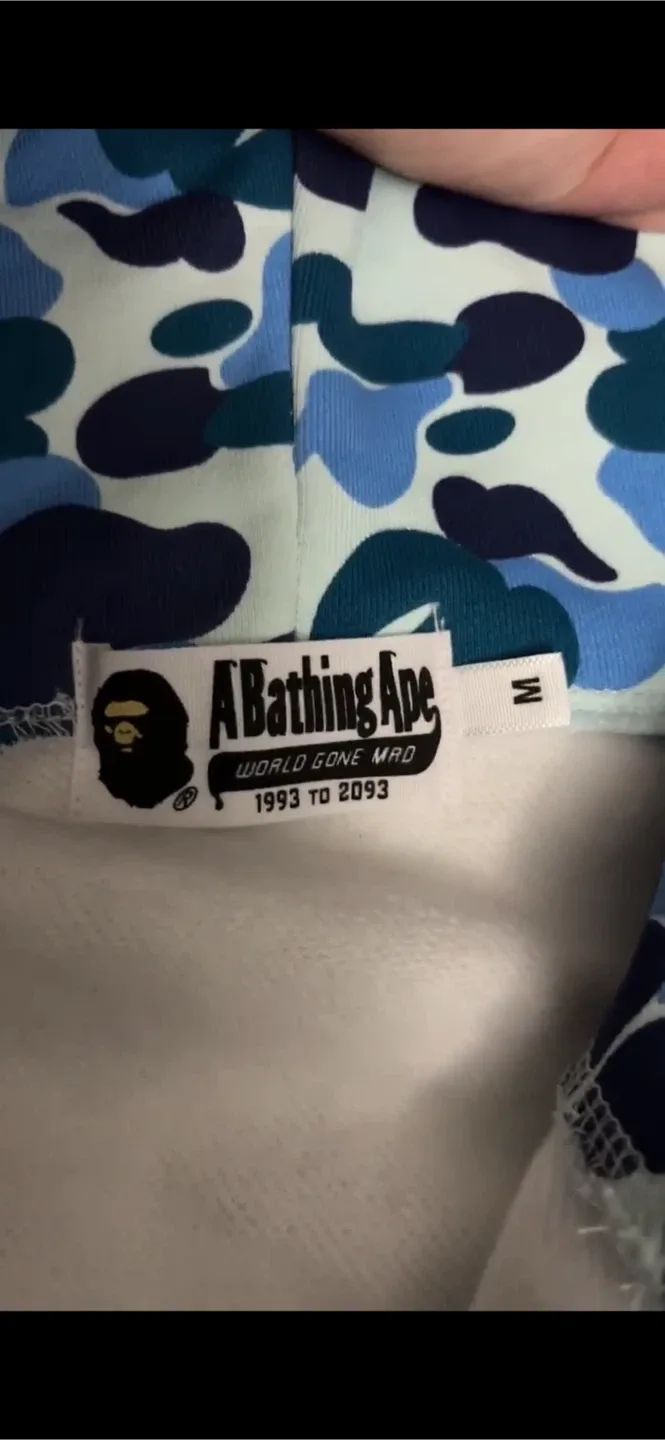 A Bathing Ape
WORLD GONE MAD
1993 TO 2093
®
M